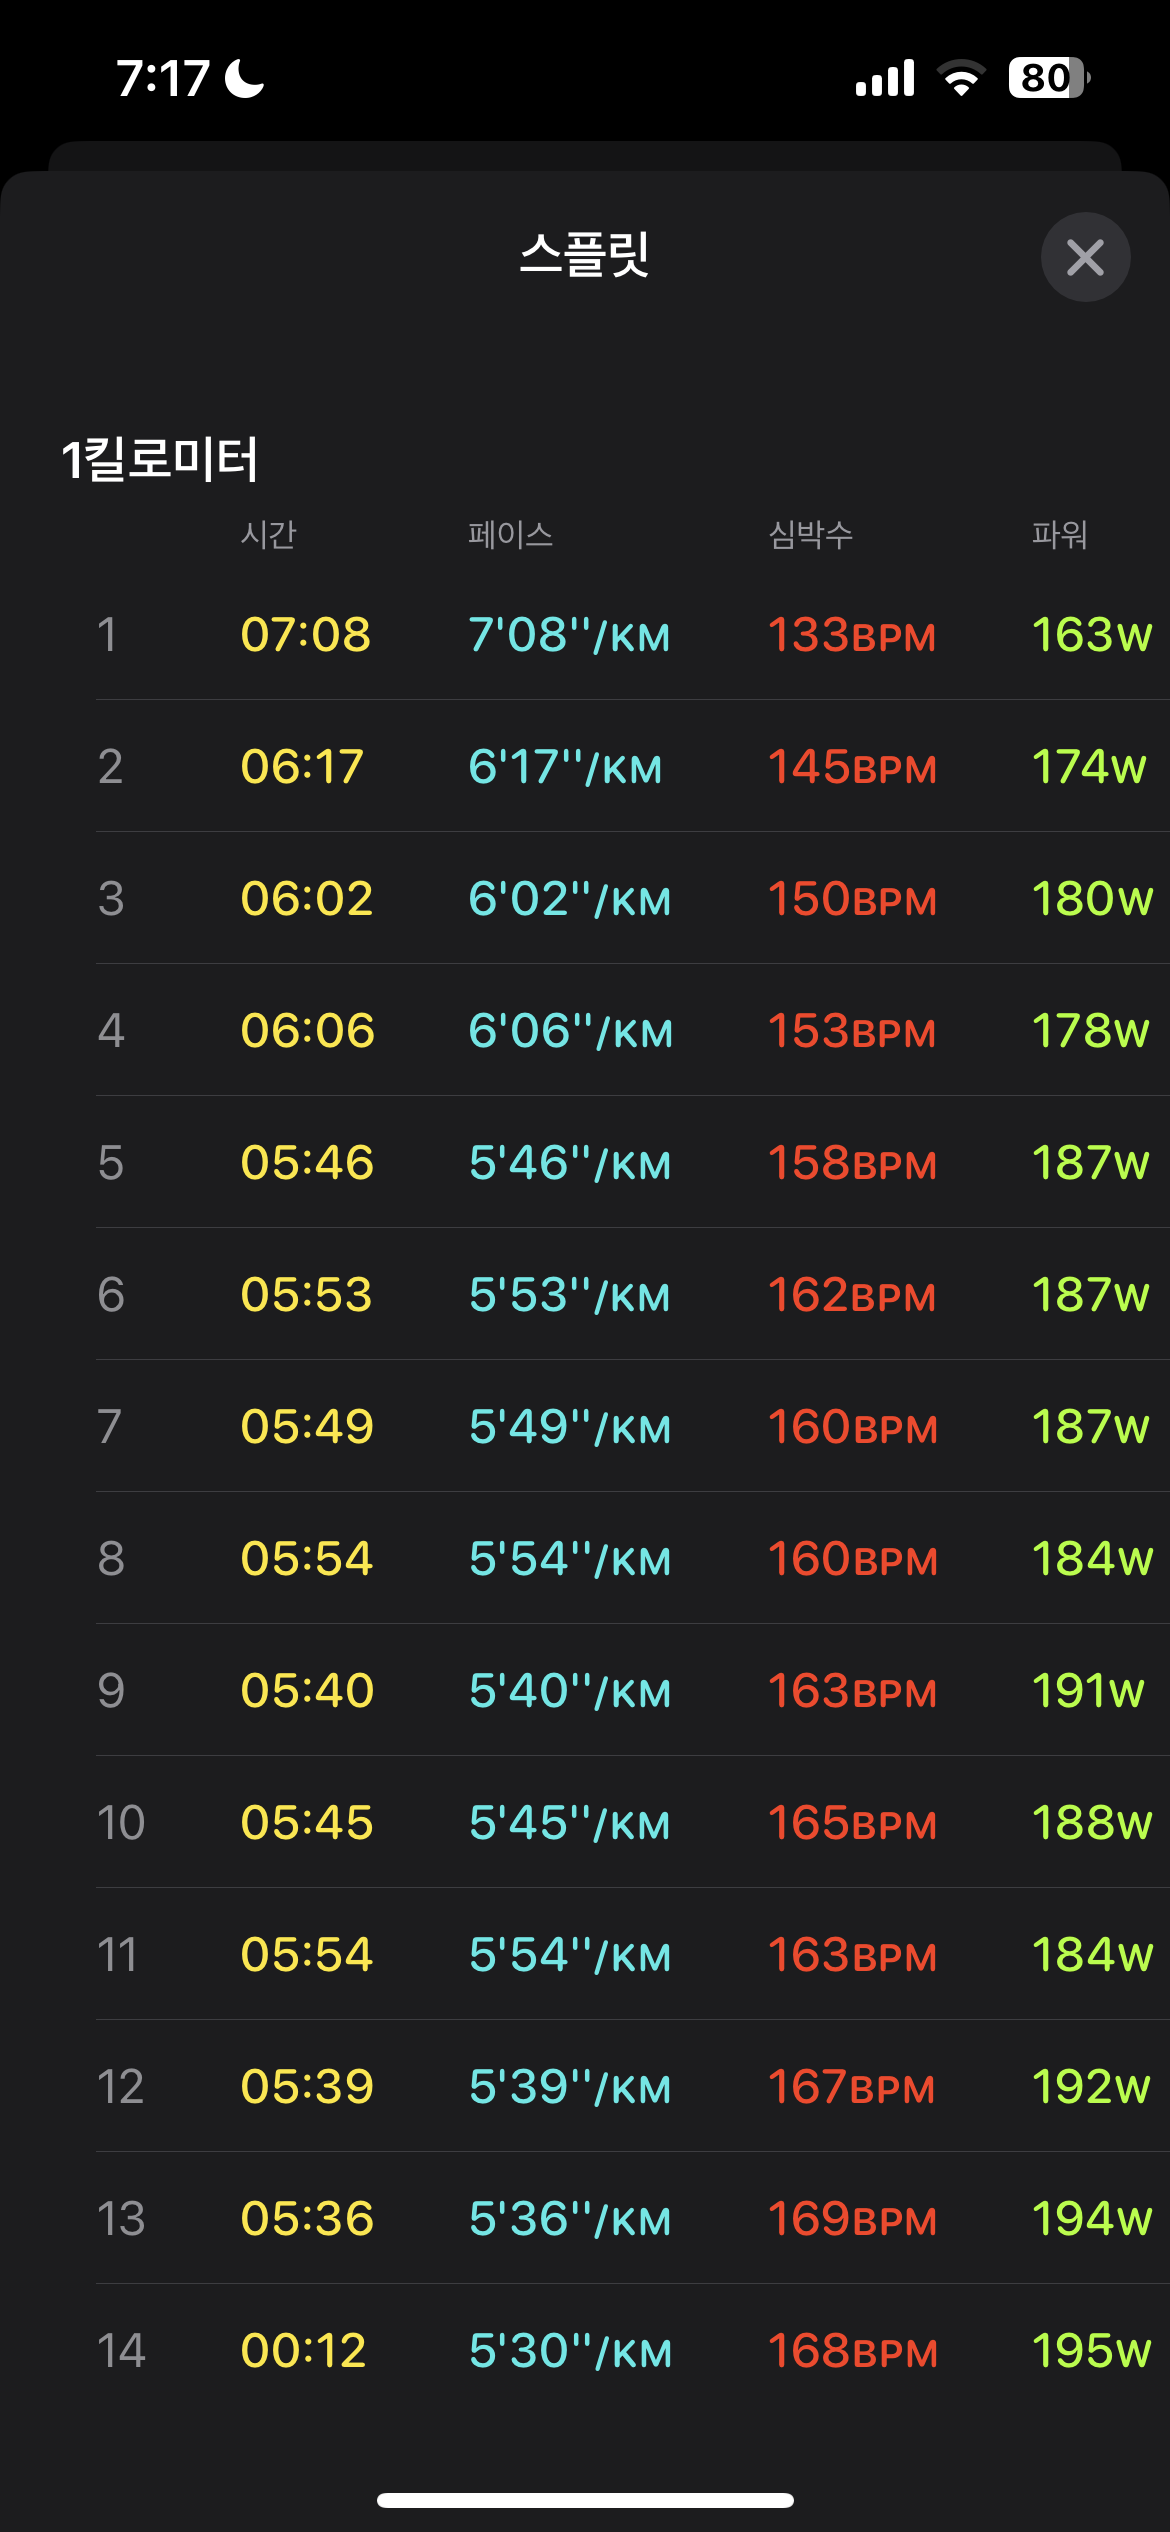 7:17 80
스플릿
1킬로미터
시간 페이스 심박수 파워
1 07:08 7'08''/KM 133BPM 163W
2 06:17 6'17''/KM 145BPM 174W
3 06:02 6'02''/KM 150BPM 180W
4 06:06 6'06''/KM 153BPM 178W
5 05:46 5'46''/KM 158BPM 187W
6 05:53 5'53''/KM 162BPM 187W
7 05:49 5'49''/KM 160BPM 187W
8 05:54 5'54''/KM 160BPM 184W
9 05:40 5'40''/KM 163BPM 191W
10 05:45 5'45''/KM 165BPM 188W
11 05:54 5'54''/KM 163BPM 184W
12 05:39 5'39''/KM 167BPM 192W
13 05:36 5'36''/KM 169BPM 194W
14 00:12 5'30''/KM 168BPM 195W